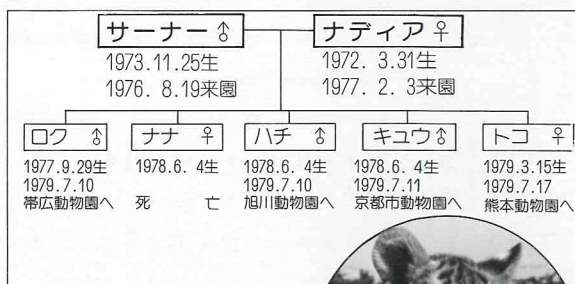 サーナー♂ ナディア♀
1973.11.25生 1972. 3.31生
1976. 8.19来園 1977. 2. 3来園
ロク ♂ ナナ ♀ ハチ ♂ キュウ♂ トコ ♀
1977.9.29生 1978.6. 4生 1978.6. 4生 1978.6. 4生 1979.3.15生
1979.7.10 1979.7.10 1979.7.11 1979.7.17
帯広動物園へ 死 亡 旭川動物園へ 京都市動物園へ 熊本動物園へ